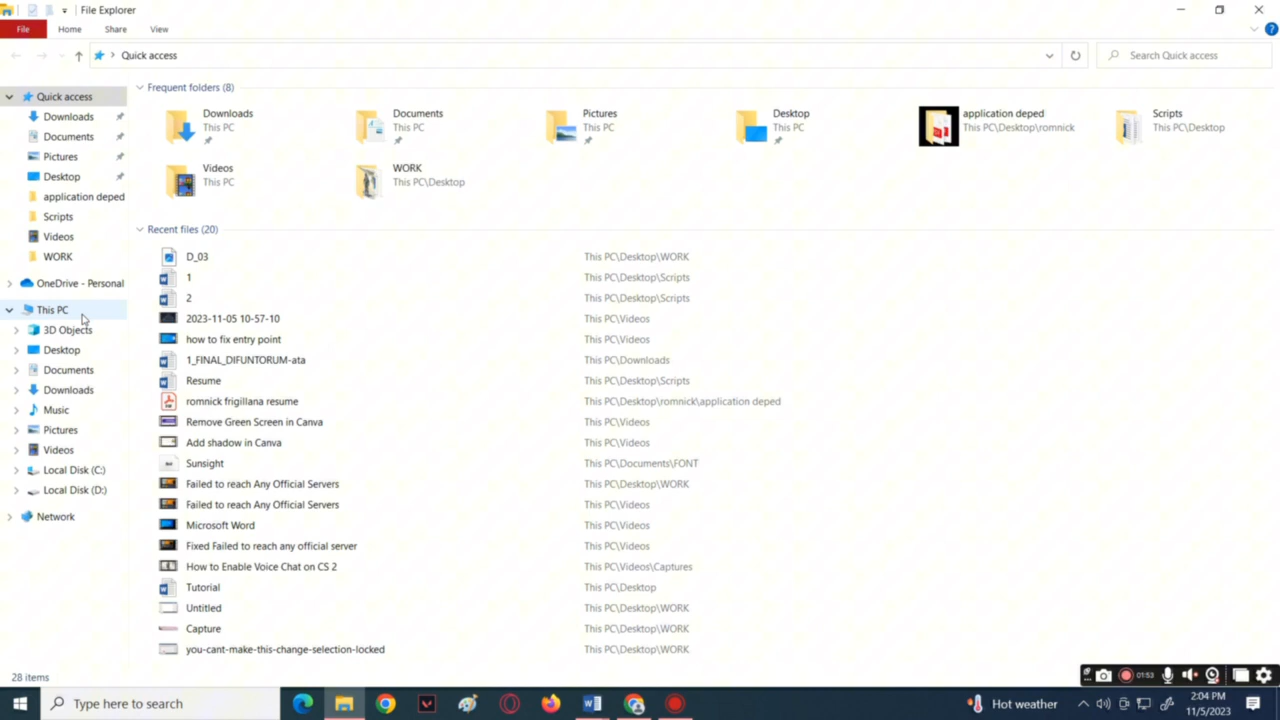 File Explorer
File Home Share View
Quick access
Search Quick access
Quick access
Downloads
Documents
Pictures
Desktop
application deped
Scripts
Videos
WORK
OneDrive - Personal
This PC
3D Objects
Desktop
Documents
Downloads
Music
Pictures
Videos
Local Disk (C:)
Local Disk (D:)
Network
Frequent folders (8)
Downloads
This PC
Documents
This PC
Pictures
This PC
Desktop
This PC
application deped
This PC\Desktop\romnick
Scripts
This PC\Desktop
Videos
This PC
WORK
This PC\Desktop
Recent files (20)
D_03 This PC\Desktop\WORK
1 This PC\Desktop\Scripts
2 This PC\Desktop\Scripts
2023-11-05 10-57-10 This PC\Videos
how to fix entry point This PC\Videos
1_FINAL_DIFUNTORUM-ata This PC\Downloads
Resume This PC\Desktop\Scripts
romnick frigillana resume This PC\Desktop\romnick\application deped
Remove Green Screen in Canva This PC\Videos
Add shadow in Canva This PC\Videos
Sunsight This PC\Documents\FONT
Failed to reach Any Official Servers This PC\Desktop\WORK
Failed to reach Any Official Servers This PC\Videos
Microsoft Word This PC\Videos
Fixed Failed to reach any official server This PC\Videos
How to Enable Voice Chat on CS 2 This PC\Videos\Captures
Tutorial This PC\Desktop
Untitled This PC\Desktop\WORK
Capture This PC\Desktop\WORK
you-cant-make-this-change-selection-locked This PC\Desktop\WORK
28 items
01:53
Type here to search
Hot weather
2:04 PM
11/5/2023